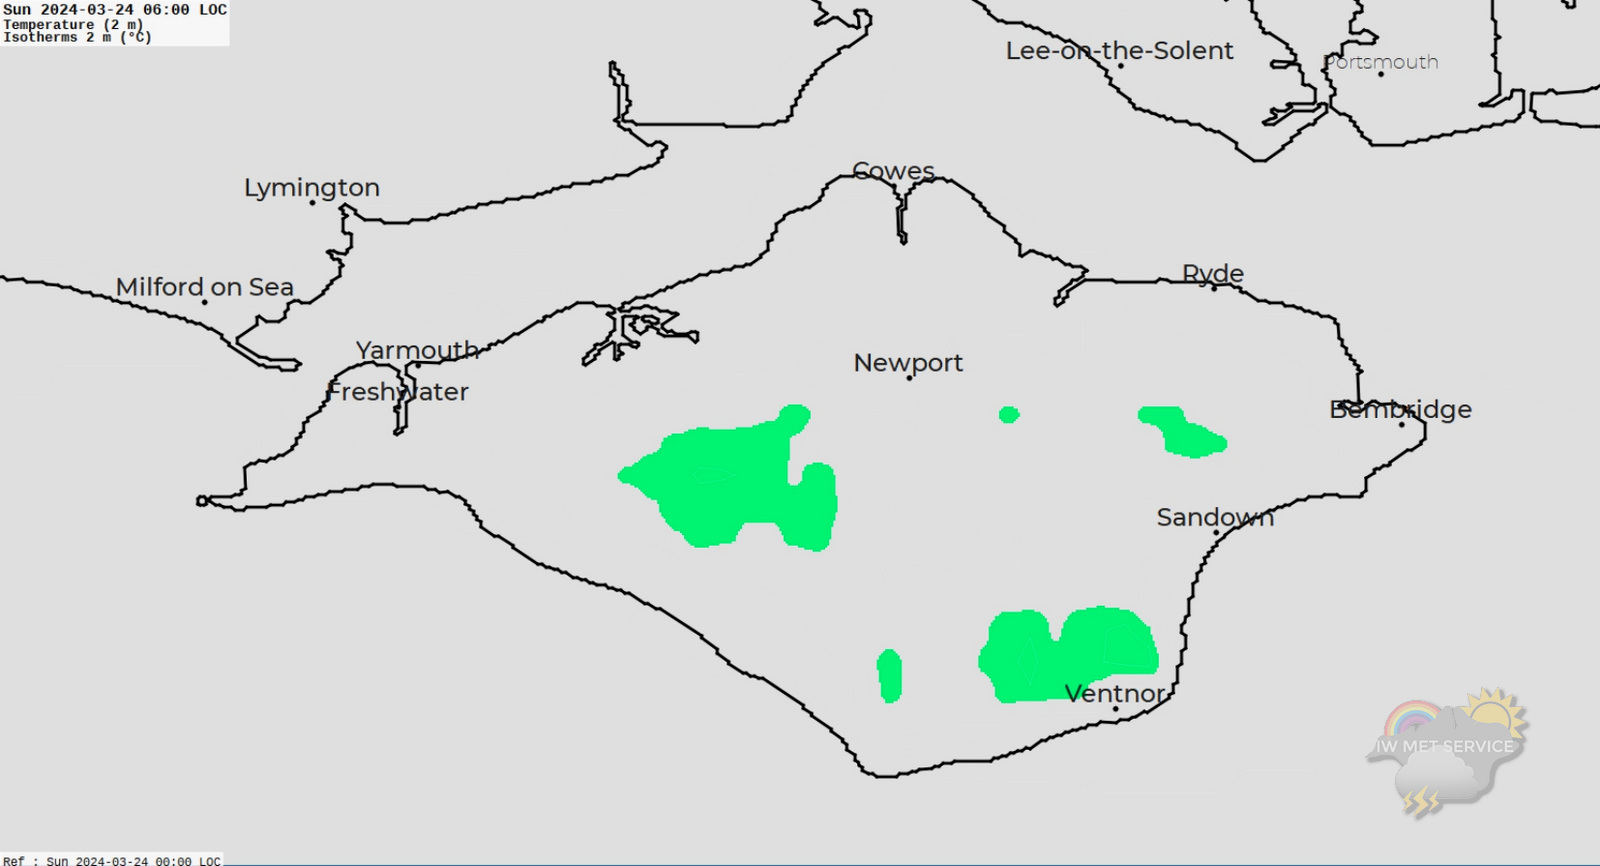 Sun 2024-03-24 06:00 LOC
Temperature (2 m)
Isotherms 2 m (°C)
Lee-on-the-Solent
Portsmouth
Cowes
Lymington
Ryde
Milford on Sea
Yarmouth
Newport
Freshwater
Bembridge
Sandown
Ventnor
IW MET SERVICE
Ref : Sun 2024-03-24 00:00 LOC